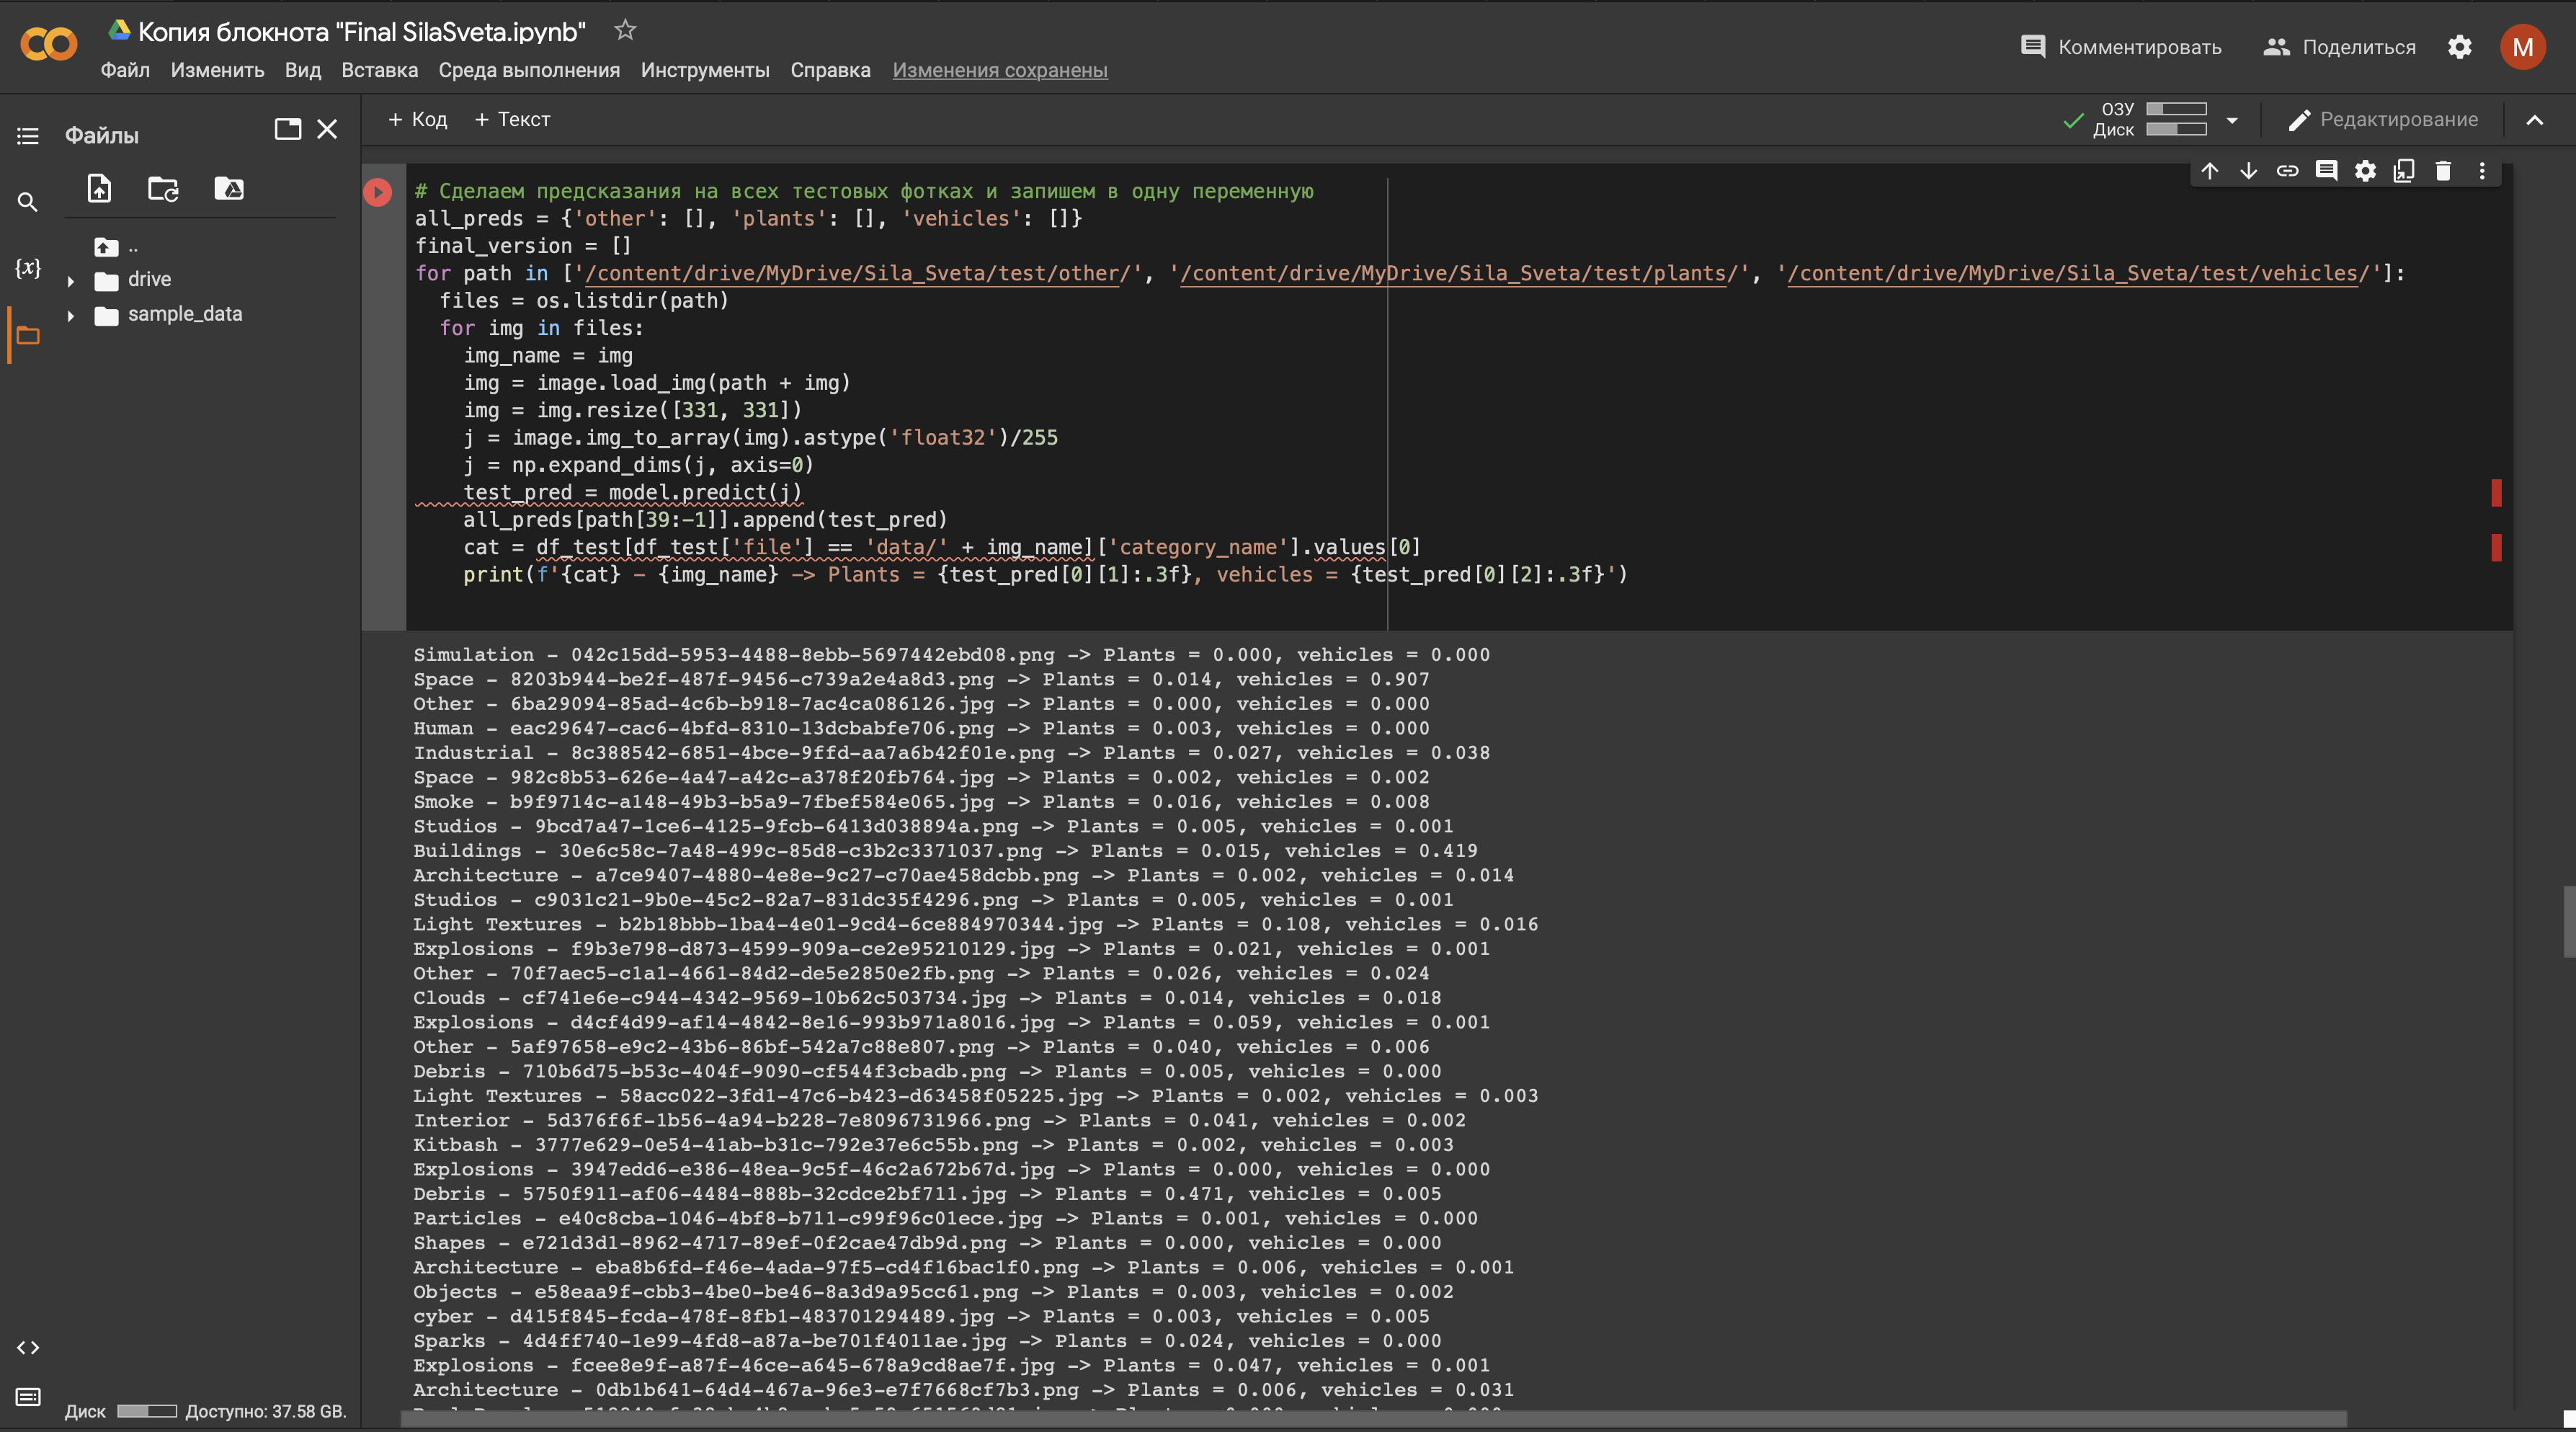 Копия блокнота "Final SilaSveta.ipynb"
Файл Изменить Вид Вставка Среда выполнения Инструменты Справка Изменения сохранены
Комментировать Поделиться M
Файлы
+ Код + Текст
ОЗУ
Диск
Редактирование
..
drive
sample_data
{x}
# Сделаем предсказания на всех тестовых фотках и запишем в одну переменную
all_preds = {'other': [], 'plants': [], 'vehicles': []}
final_version = []
for path in ['/content/drive/MyDrive/Sila_Sveta/test/other/', '/content/drive/MyDrive/Sila_Sveta/test/plants/', '/content/drive/MyDrive/Sila_Sveta/test/vehicles/']:
  files = os.listdir(path)
  for img in files:
    img_name = img
    img = image.load_img(path + img)
    img = img.resize([331, 331])
    j = image.img_to_array(img).astype('float32')/255
    j = np.expand_dims(j, axis=0)
    test_pred = model.predict(j)
    all_preds[path[39:-1]].append(test_pred)
    cat = df_test[df_test['file'] == 'data/' + img_name]['category_name'].values[0]
    print(f'{cat} - {img_name} -> Plants = {test_pred[0][1]:.3f}, vehicles = {test_pred[0][2]:.3f}')
Simulation - 042c15dd-5953-4488-8ebb-5697442ebd08.png -> Plants = 0.000, vehicles = 0.000
Space - 8203b944-be2f-487f-9456-c739a2e4a8d3.png -> Plants = 0.014, vehicles = 0.907
Other - 6ba29094-85ad-4c6b-b918-7ac4ca086126.jpg -> Plants = 0.000, vehicles = 0.000
Human - eac29647-cac6-4bfd-8310-13dcbabfe706.png -> Plants = 0.003, vehicles = 0.000
Industrial - 8c388542-6851-4bce-9ffd-aa7a6b42f01e.png -> Plants = 0.027, vehicles = 0.038
Space - 982c8b53-626e-4a47-a42c-a378f20fb764.jpg -> Plants = 0.002, vehicles = 0.002
Smoke - b9f9714c-a148-49b3-b5a9-7fbef584e065.jpg -> Plants = 0.016, vehicles = 0.008
Studios - 9bcd7a47-1ce6-4125-9fcb-6413d038894a.png -> Plants = 0.005, vehicles = 0.001
Buildings - 30e6c58c-7a48-499c-85d8-c3b2c3371037.png -> Plants = 0.015, vehicles = 0.419
Architecture - a7ce9407-4880-4e8e-9c27-c70ae458dcbb.png -> Plants = 0.002, vehicles = 0.014
Studios - c9031c21-9b0e-45c2-82a7-831dc35f4296.png -> Plants = 0.005, vehicles = 0.001
Light Textures - b2b18bbb-1ba4-4e01-9cd4-6ce884970344.jpg -> Plants = 0.108, vehicles = 0.016
Explosions - f9b3e798-d873-4599-909a-ce2e95210129.jpg -> Plants = 0.021, vehicles = 0.001
Other - 70f7aec5-c1a1-4661-84d2-de5e2850e2fb.png -> Plants = 0.026, vehicles = 0.024
Clouds - cf741e6e-c944-4342-9569-10b62c503734.jpg -> Plants = 0.014, vehicles = 0.018
Explosions - d4cf4d99-af14-4842-8e16-993b971a8016.jpg -> Plants = 0.059, vehicles = 0.001
Other - 5af97658-e9c2-43b6-86bf-542a7c88e807.png -> Plants = 0.040, vehicles = 0.006
Debris - 710b6d75-b53c-404f-9090-cf544f3cbadb.png -> Plants = 0.005, vehicles = 0.000
Light Textures - 58acc022-3fd1-47c6-b423-d63458f05225.jpg -> Plants = 0.002, vehicles = 0.003
Interior - 5d376f6f-1b56-4a94-b228-7e8096731966.png -> Plants = 0.041, vehicles = 0.002
Kitbash - 3777e629-0e54-41ab-b31c-792e37e6c55b.png -> Plants = 0.002, vehicles = 0.003
Explosions - 3947edd6-e386-48ea-9c5f-46c2a672b67d.jpg -> Plants = 0.000, vehicles = 0.000
Debris - 5750f911-af06-4484-888b-32cdce2bf711.jpg -> Plants = 0.471, vehicles = 0.005
Particles - e40c8cba-1046-4bf8-b711-c99f96c01ece.jpg -> Plants = 0.001, vehicles = 0.000
Shapes - e721d3d1-8962-4717-89ef-0f2cae47db9d.png -> Plants = 0.000, vehicles = 0.000
Architecture - eba8b6fd-f46e-4ada-97f5-cd4f16bac1f0.png -> Plants = 0.006, vehicles = 0.001
Objects - e58eaa9f-cbb3-4be0-be46-8a3d9a95cc61.png -> Plants = 0.003, vehicles = 0.002
cyber - d415f845-fcda-478f-8fb1-483701294489.jpg -> Plants = 0.003, vehicles = 0.005
Sparks - 4d4ff740-1e99-4fd8-a87a-be701f4011ae.jpg -> Plants = 0.024, vehicles = 0.000
Explosions - fcee8e9f-a87f-46ce-a645-678a9cd8ae7f.jpg -> Plants = 0.047, vehicles = 0.001
Architecture - 0db1b641-64d4-467a-96e3-e7f7668cf7b3.png -> Plants = 0.006, vehicles = 0.031
Диск Доступно: 37.58 GB.